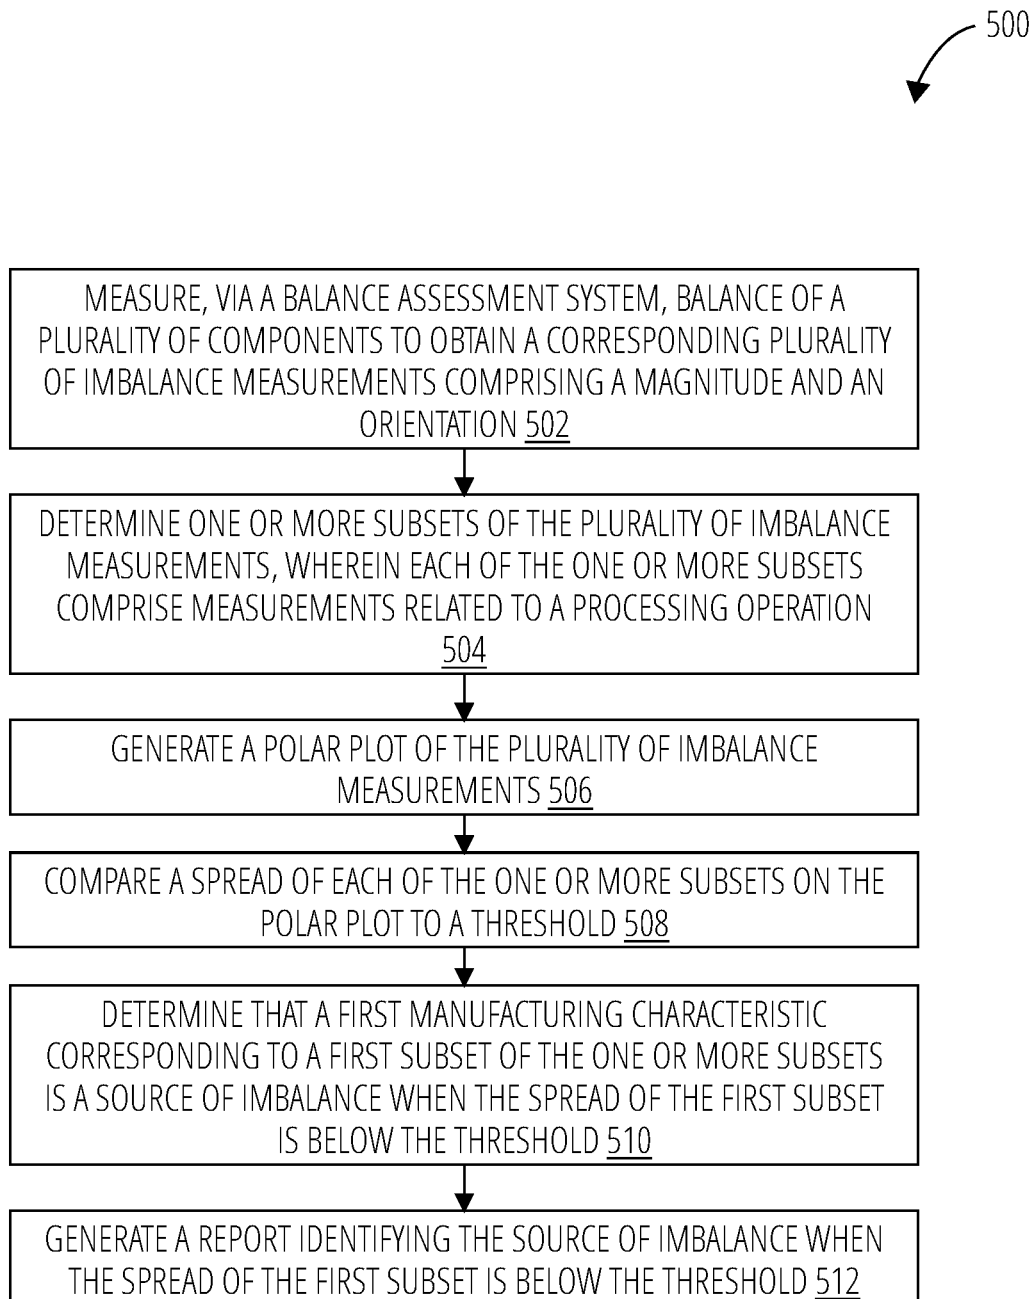 500
MEASURE, VIA A BALANCE ASSESSMENT SYSTEM, BALANCE OF A
PLURALITY OF COMPONENTS TO OBTAIN A CORRESPONDING PLURALITY
OF IMBALANCE MEASUREMENTS COMPRISING A MAGNITUDE AND AN
ORIENTATION 502
DETERMINE ONE OR MORE SUBSETS OF THE PLURALITY OF IMBALANCE
MEASUREMENTS, WHEREIN EACH OF THE ONE OR MORE SUBSETS
COMPRISE MEASUREMENTS RELATED TO A PROCESSING OPERATION
504
GENERATE A POLAR PLOT OF THE PLURALITY OF IMBALANCE
MEASUREMENTS 506
COMPARE A SPREAD OF EACH OF THE ONE OR MORE SUBSETS ON THE
POLAR PLOT TO A THRESHOLD 508
DETERMINE THAT A FIRST MANUFACTURING CHARACTERISTIC
CORRESPONDING TO A FIRST SUBSET OF THE ONE OR MORE SUBSETS
IS A SOURCE OF IMBALANCE WHEN THE SPREAD OF THE FIRST SUBSET
IS BELOW THE THRESHOLD 510
GENERATE A REPORT IDENTIFYING THE SOURCE OF IMBALANCE WHEN
THE SPREAD OF THE FIRST SUBSET IS BELOW THE THRESHOLD 512